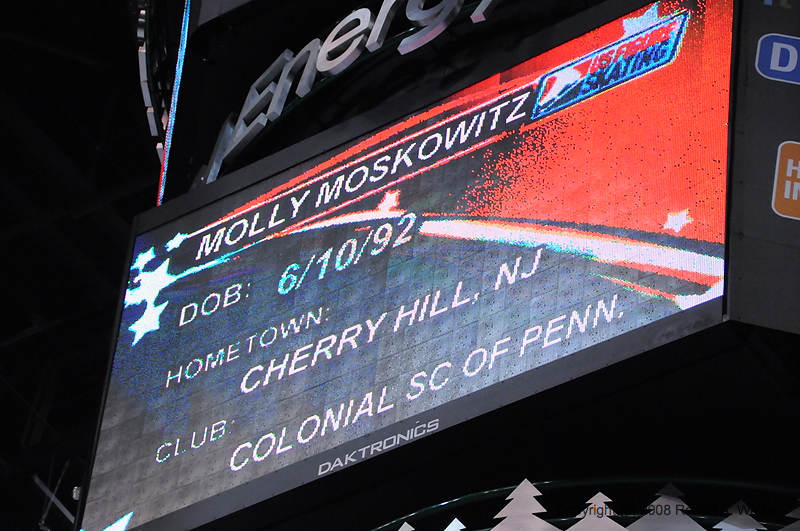 Energy
US FIGURE
SKATING
MOLLY MOSKOWITZ
DOB: 6/10/92
HOMETOWN:
CHERRY HILL, NJ
CLUB:
COLONIAL SC OF PENN.
DAKTRONICS